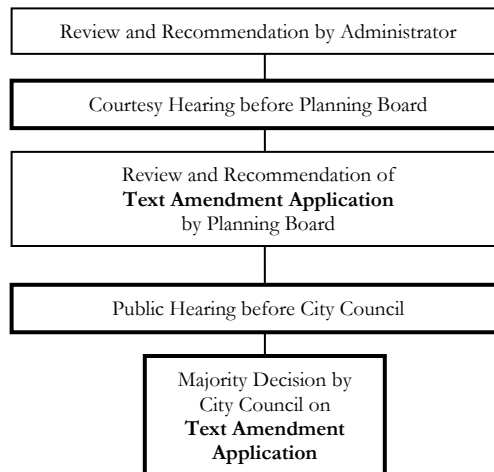 Review and Recommendation by Administrator
Courtesy Hearing before Planning Board
Review and Recommendation of
Text Amendment Application
by Planning Board
Public Hearing before City Council
Majority Decision by
City Council on
Text Amendment
Application